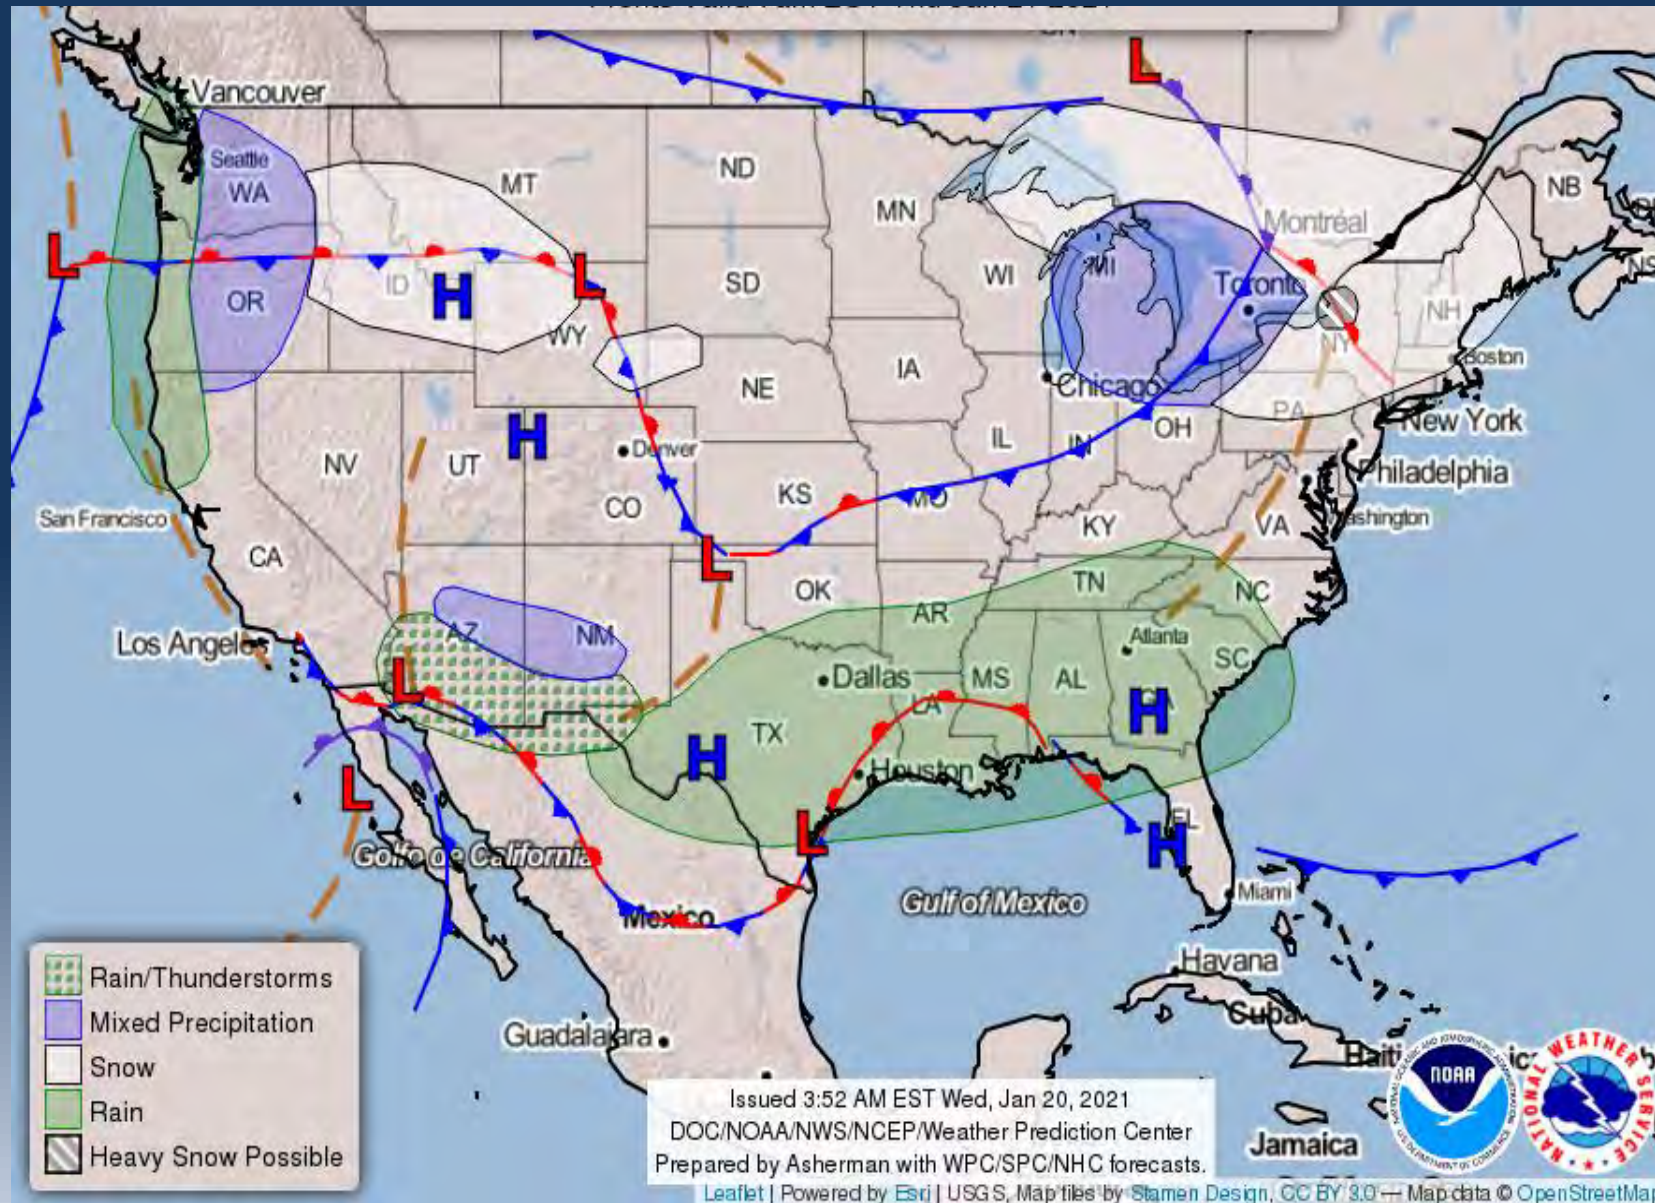 Vancouver
Seattle
WA
MT
ND
MN
Montréal
NB
NS
OR
ID
SD
WI
MI
Toronto
NH
WY
NY
Boston
NE
IA
Chicago
PA
New York
NV
UT
Denver
IL
IN
OH
Philadelphia
CO
KS
MO
KY
VA
Washington
San Francisco
CA
OK
AR
TN
NC
Los Angeles
AZ
NM
Atlanta
Dallas
MS
AL
SC
LA
TX
Houston
FL
Golfo de California
Mexico
Gulf of Mexico
Miami
Havana
Cuba
Guadalajara
Haiti
Jamaica
L
L
L
L
L
L
L
H
H
H
H
H
Rain/Thunderstorms
Mixed Precipitation
Snow
Rain
Heavy Snow Possible
Issued 3:52 AM EST Wed, Jan 20, 2021
DOC/NOAA/NWS/NCEP/Weather Prediction Center
Prepared by Asherman with WPC/SPC/NHC forecasts.
NOAA
NATIONAL WEATHER SERVICE
Leaflet | Powered by Esri | USGS, Map tiles by Stamen Design, CC BY 3.0 — Map data © OpenStreetMap